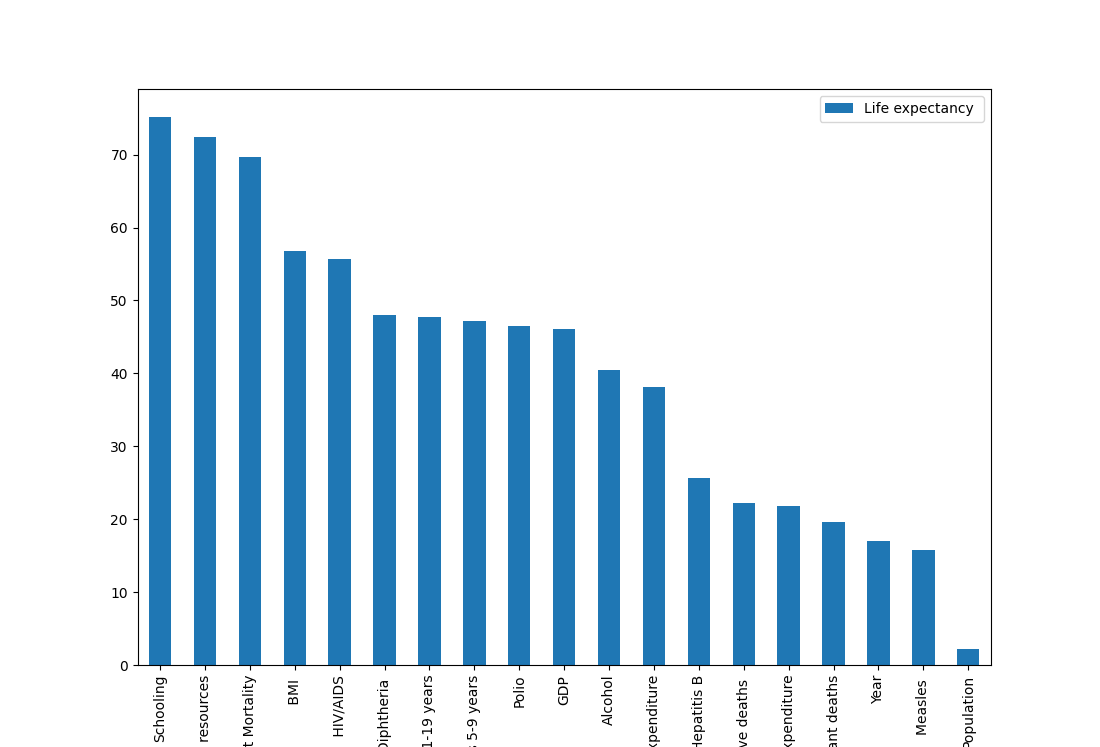 Life expectancy
70
60
50
40
30
20
10
0
Schooling
resources
t Mortality
BMI
HIV/AIDS
Diphtheria
1-19 years
5-9 years
Polio
GDP
Alcohol
xpenditure
Hepatitis B
ve deaths
xpenditure
ant deaths
Year
Measles
Population